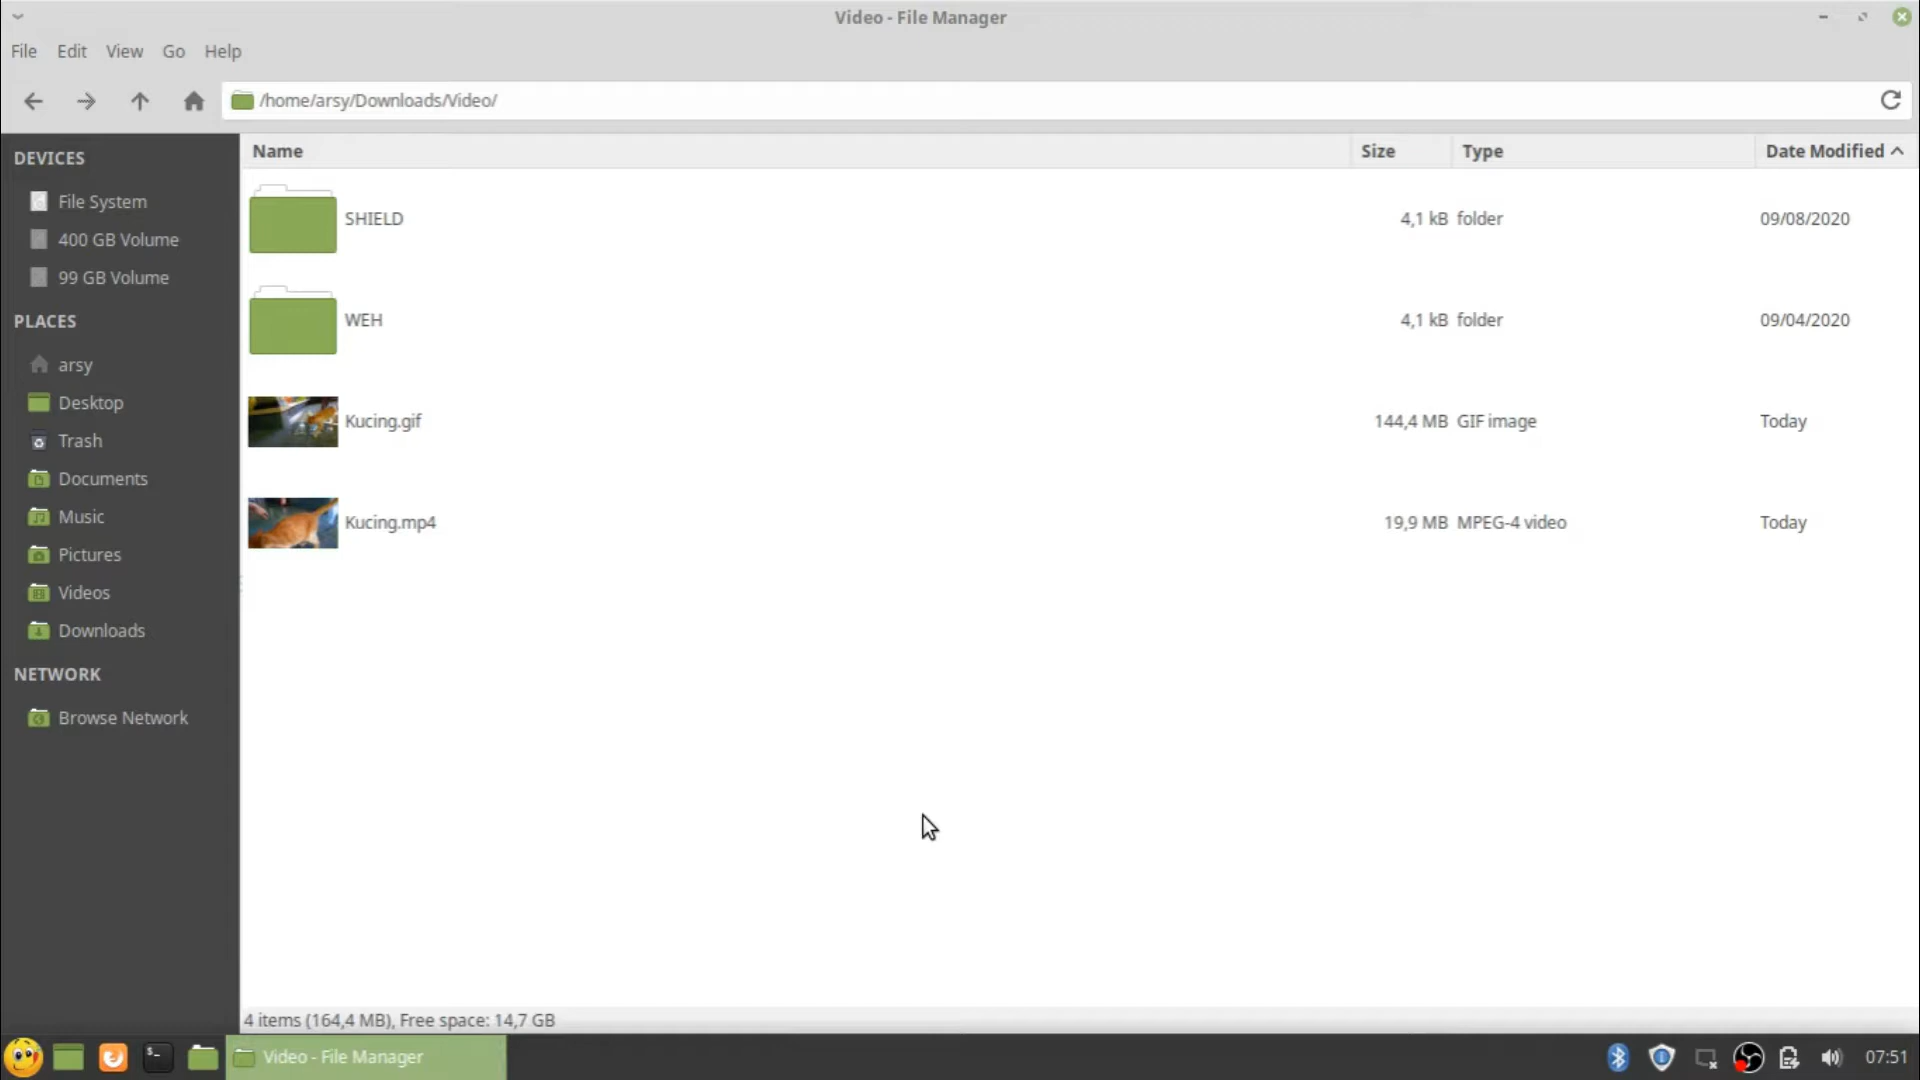 Video - File Manager
File Edit View Go Help
/home/arsy/Downloads/Video/
DEVICES
File System
400 GB Volume
99 GB Volume
PLACES
arsy
Desktop
Trash
Documents
Music
Pictures
Videos
Downloads
NETWORK
Browse Network
Name Size Type Date Modified
SHIELD 4,1 kB folder 09/08/2020
WEH 4,1 kB folder 09/04/2020
Kucing.gif 144,4 MB GIF image Today
Kucing.mp4 19,9 MB MPEG-4 video Today
4 items (164,4 MB), Free space: 14,7 GB
Video - File Manager 07:51